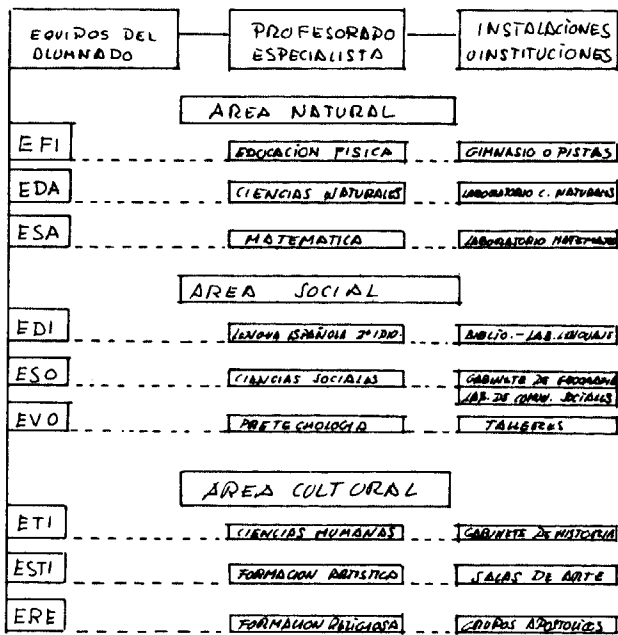 EQUIPOS DEL
ALUMNADO
PROFESORADO
ESPECIALISTA
INSTALACIONES
O INSTITUCIONES
AREA NATURAL
EFI
EDUCACION FISICA
GIMNASIO O PISTAS
EDA
CIENCIAS NATURALES
LABORATORIO C. NATURALES
ESA
MATEMATICA
LABORATORIO
AREA SOCIAL
EDI
LENGUA ESPAÑOLA 2º IDIO.
BIBLIO.-LAB. LENGUAJE
ESO
CIENCIAS SOCIALES
GABINETE DE GEOGRAFIA
LAB. DE COMUN. SOCIALES
EVO
PRETECNOLOGIA
TALLERES
AREA CULTURAL
ETI
CIENCIAS HUMANAS
GABINETE DE HISTORIA
ESTI
FORMACION ARTISTICA
SALAS DE ARTE
ERE
FORMACION RELIGIOSA
GRUPOS APOSTOLICOS